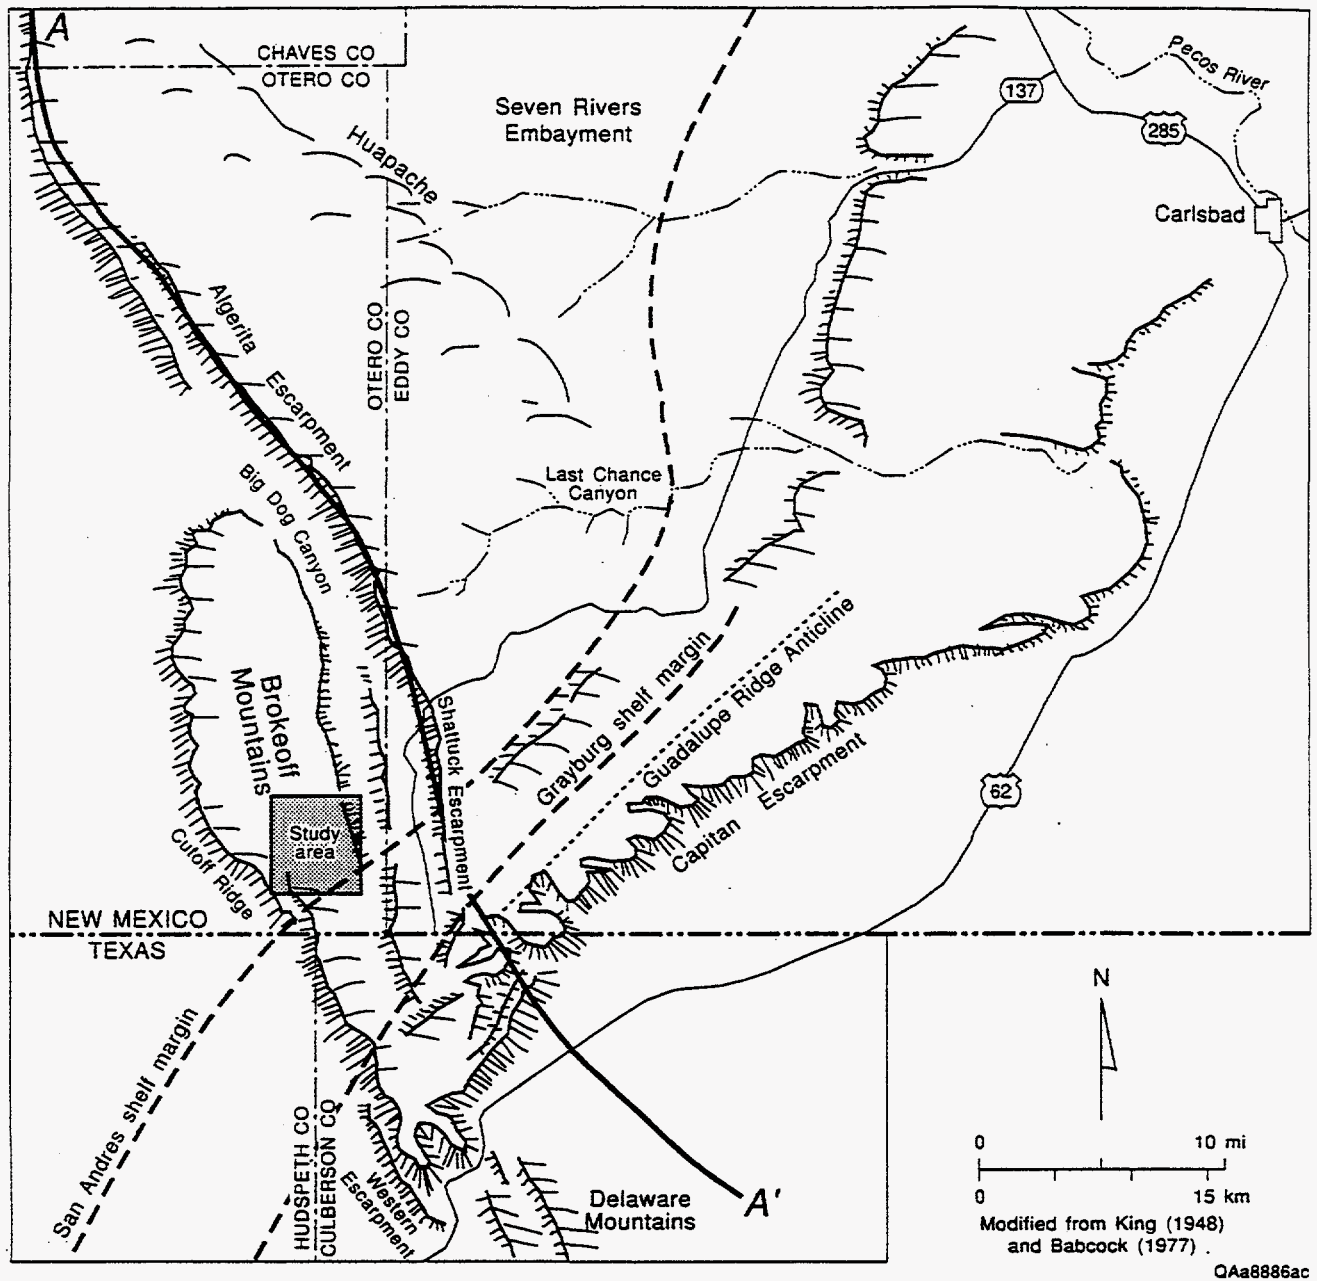 A
CHAVES CO
OTERO CO
Huapache
Seven Rivers
Embayment
137
Pecos River
285
Carlsbad
Algerita
Escarpment
OTERO CO
EDDY CO
Big Dog Canyon
Last Chance
Canyon
Brokeoff
Mountains
Shattuck Escarpment
Grayburg shelf margin
Guadalupe Ridge Anticline
Capitan Escarpment
62
Study
area
Cutoff Ridge
NEW MEXICO
TEXAS
San Andres shelf margin
HUDSPETH CO
CULBERSON CO
Western
Escarpment
Delaware
Mountains
A'
N
0 10 mi
0 15 km
Modified from King (1948)
and Babcock (1977) .
QAa8886ac